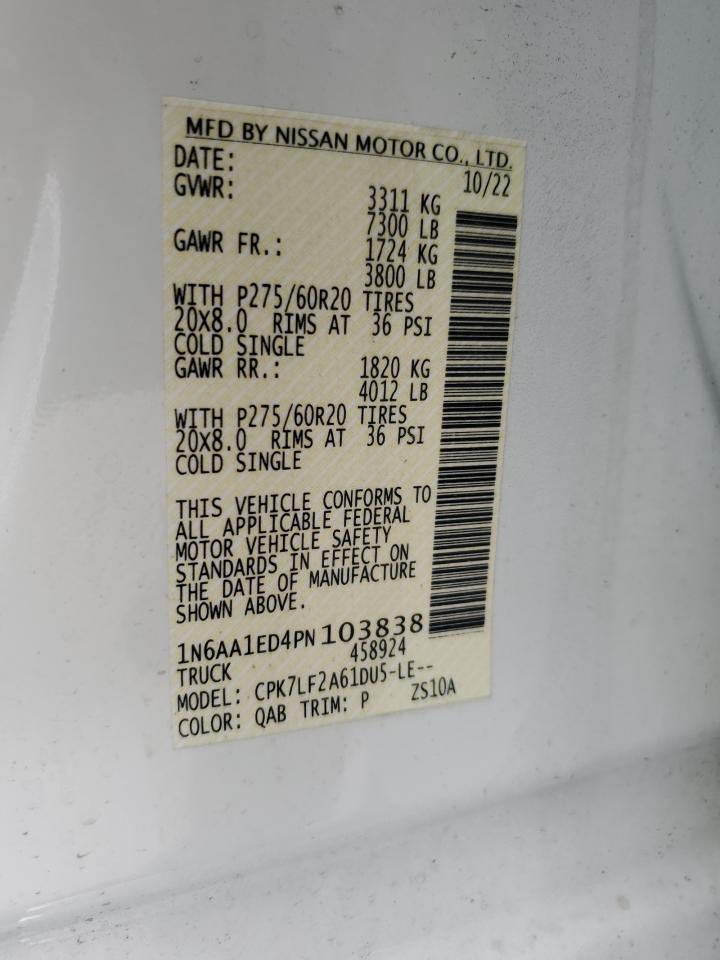 MFD BY NISSAN MOTOR CO., LTD.
DATE: 10/22
GVWR: 3311 KG
7300 LB
GAWR FR.: 1724 KG
3800 LB
WITH P275/60R20 TIRES
20X8.0 RIMS AT 36 PSI
COLD SINGLE
GAWR RR.: 1820 KG
4012 LB
WITH P275/60R20 TIRES
20X8.0 RIMS AT 36 PSI
COLD SINGLE
THIS VEHICLE CONFORMS TO
ALL APPLICABLE FEDERAL
MOTOR VEHICLE SAFETY
STANDARDS IN EFFECT ON
THE DATE OF MANUFACTURE
SHOWN ABOVE.
1N6AA1ED4PN103838
TRUCK 458924
MODEL: CPK7LF2A61DU5-LE--
COLOR: QAB TRIM: P ZS10A